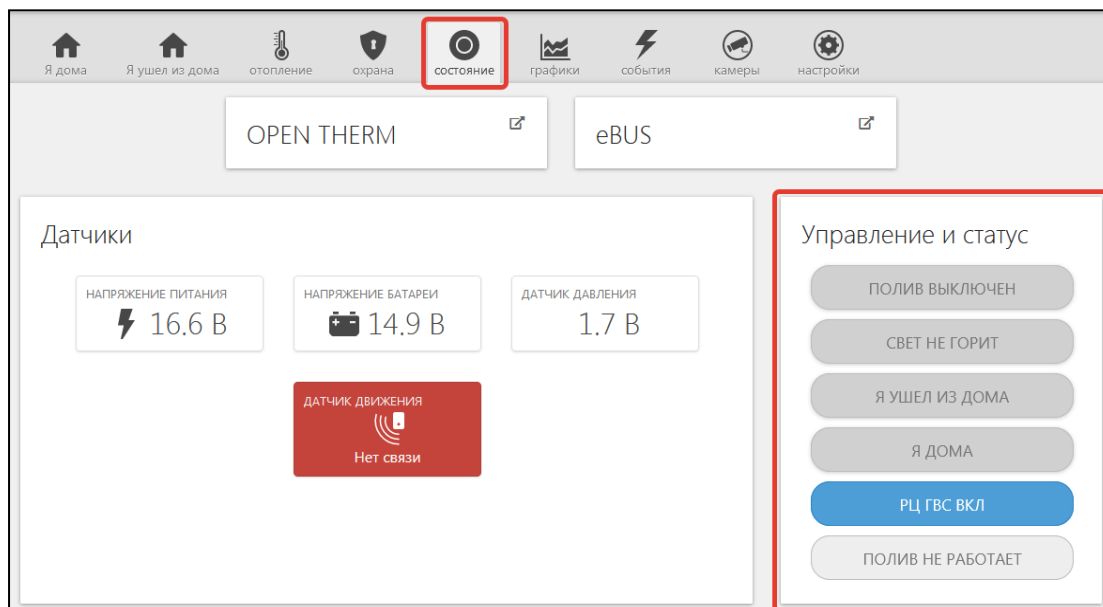 Я дома
Я ушел из дома
отопление
охрана
состояние
графики
события
камеры
настройки
OPEN THERM
eBUS
Датчики
НАПРЯЖЕНИЕ ПИТАНИЯ
16.6 В
НАПРЯЖЕНИЕ БАТАРЕИ
14.9 В
ДАТЧИК ДАВЛЕНИЯ
1.7 В
ДАТЧИК ДВИЖЕНИЯ
Нет связи
Управление и статус
ПОЛИВ ВЫКЛЮЧЕН
СВЕТ НЕ ГОРИТ
Я УШЕЛ ИЗ ДОМА
Я ДОМА
РЦ ГВС ВКЛ
ПОЛИВ НЕ РАБОТАЕТ